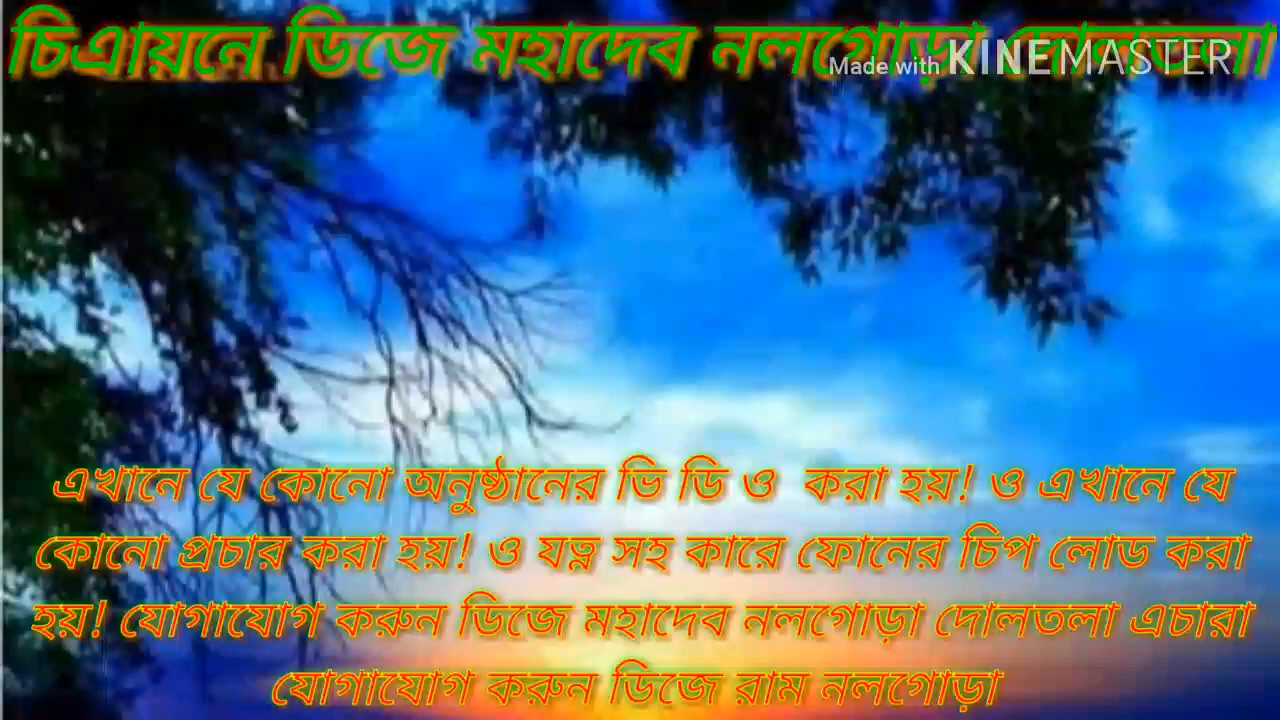 চিএায়নে ডিজে মহাদেব নলগোড়া দোলতলা
Made with KINEMASTER
এখানে যে কোনো অনুষ্ঠানের ভি ডি ও করা হয়! ও এখানে যে
কোনো প্রচার করা হয়! ও যত্ন সহ কারে ফোনের চিপ লোড করা
হয়! যোগাযোগ করুন ডিজে মহাদেব নলগোড়া দোলতলা এচারা
যোগাযোগ করুন ডিজে রাম নলগোড়া